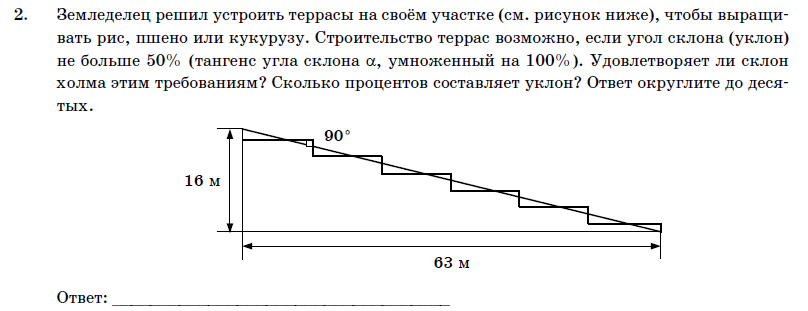 2. Земледелец решил устроить террасы на своём участке (см. рисунок ниже), чтобы выращи-
вать рис, пшено или кукурузу. Строительство террас возможно, если угол склона (уклон)
не больше 50% (тангенс угла склона α, умноженный на 100%). Удовлетворяет ли склон
холма этим требованиям? Сколько процентов составляет уклон? Ответ округлите до деся-
тых.
90°
16 м
63 м
Ответ: ____________________